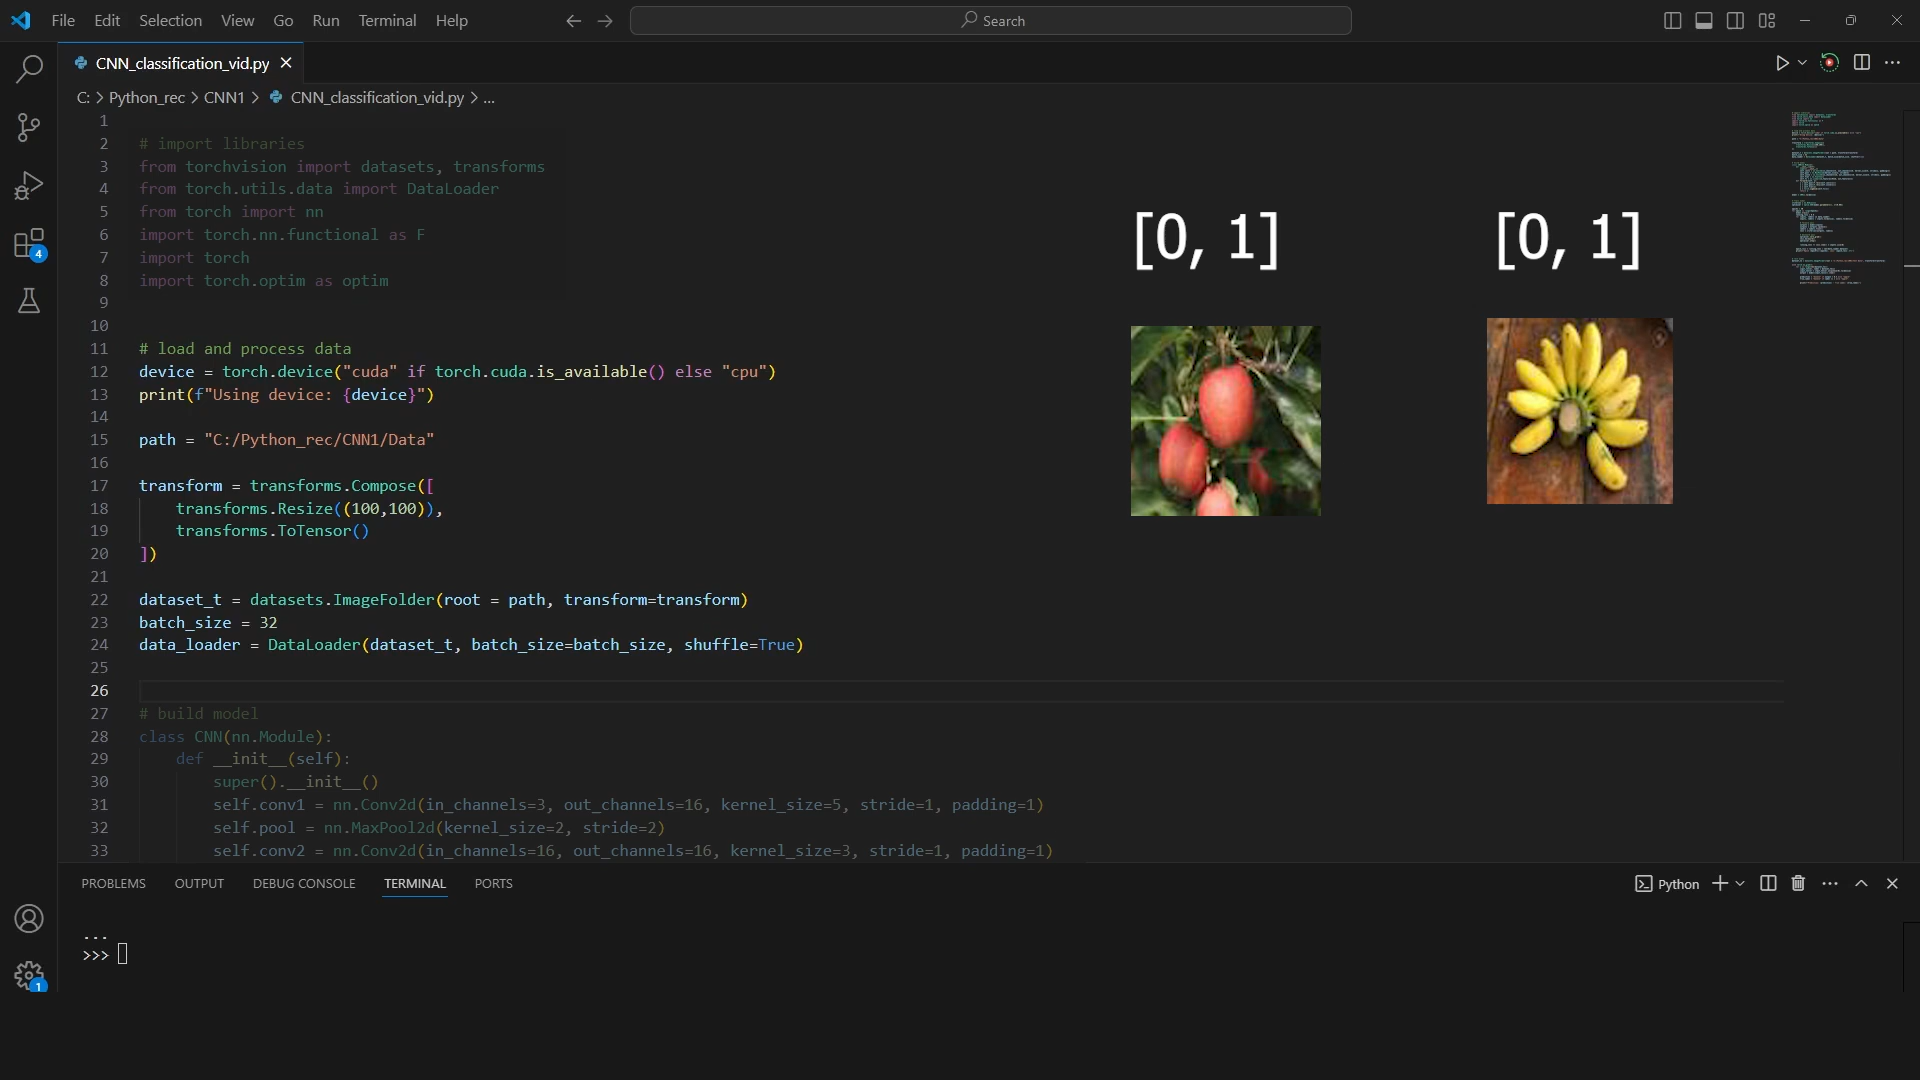 File Edit Selection View Go Run Terminal Help
Search
CNN_classification_vid.py
C: > Python_rec > CNN1 > CNN_classification_vid.py > ...
1
2 # import libraries
3 from torchvision import datasets, transforms
4 from torch.utils.data import DataLoader
5 from torch import nn
6 import torch.nn.functional as F
7 import torch
8 import torch.optim as optim
9
10
11 # load and process data
12 device = torch.device("cuda" if torch.cuda.is_available() else "cpu")
13 print(f"Using device: {device}")
14
15 path = "C:/Python_rec/CNN1/Data"
16
17 transform = transforms.Compose([
18     transforms.Resize((100,100)),
19     transforms.ToTensor()
20 ])
21
22 dataset_t = datasets.ImageFolder(root = path, transform=transform)
23 batch_size = 32
24 data_loader = DataLoader(dataset_t, batch_size=batch_size, shuffle=True)
25
26
27 # build model
28 class CNN(nn.Module):
29     def __init__(self):
30         super().__init__()
31         self.conv1 = nn.Conv2d(in_channels=3, out_channels=16, kernel_size=5, stride=1, padding=1)
32         self.pool = nn.MaxPool2d(kernel_size=2, stride=2)
33         self.conv2 = nn.Conv2d(in_channels=16, out_channels=16, kernel_size=3, stride=1, padding=1)
[0, 1] [0, 1]
4
PROBLEMS OUTPUT DEBUG CONSOLE TERMINAL PORTS
Python
...
>>>
1